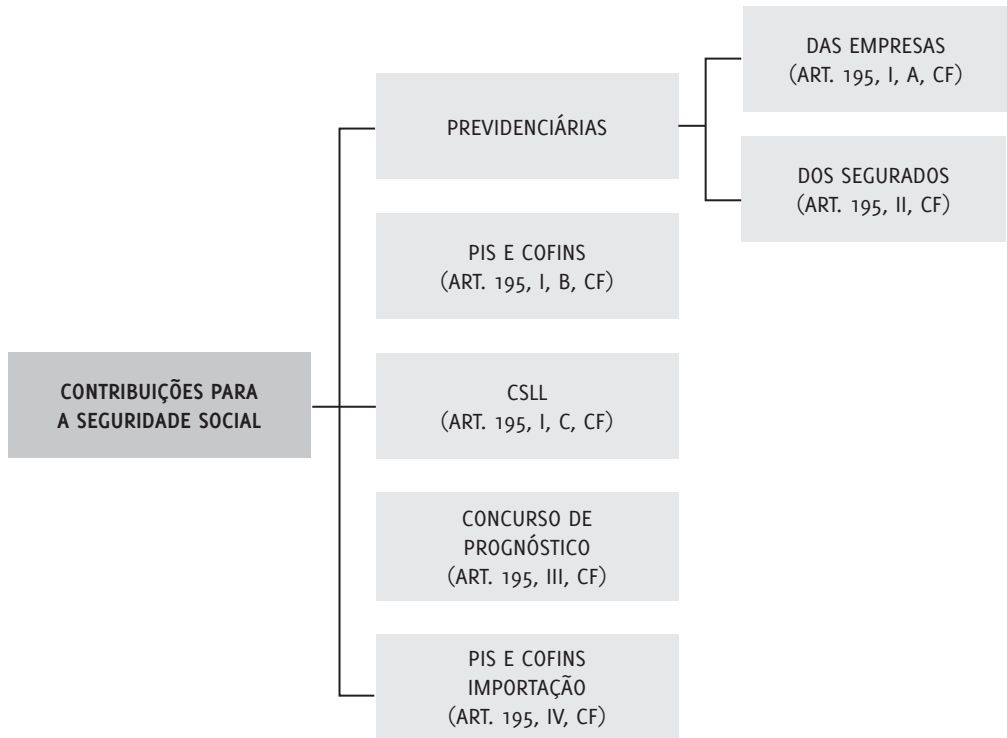 CONTRIBUIÇÕES PARA
A SEGURIDADE SOCIAL
PREVIDENCIÁRIAS
DAS EMPRESAS
(ART. 195, I, A, CF)
DOS SEGURADOS
(ART. 195, II, CF)
PIS E COFINS
(ART. 195, I, B, CF)
CSLL
(ART. 195, I, C, CF)
CONCURSO DE
PROGNÓSTICO
(ART. 195, III, CF)
PIS E COFINS
IMPORTAÇÃO
(ART. 195, IV, CF)